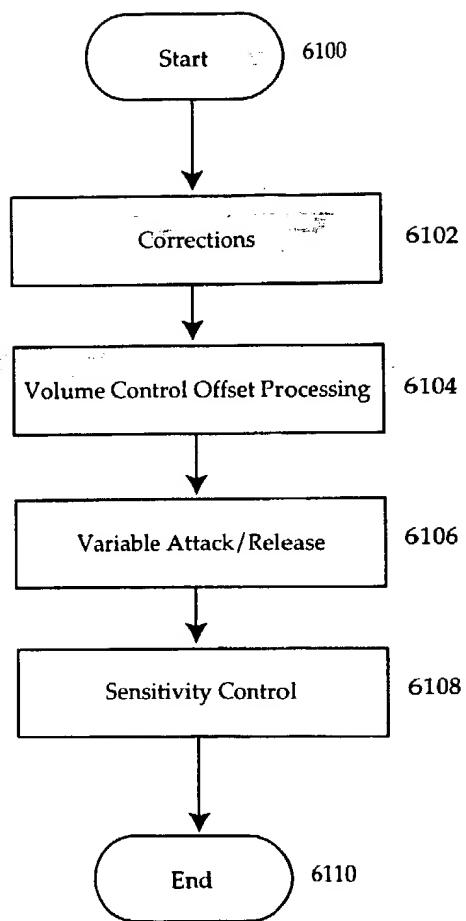 Start 6100
Corrections 6102
Volume Control Offset Processing 6104
Variable Attack/Release 6106
Sensitivity Control 6108
End 6110